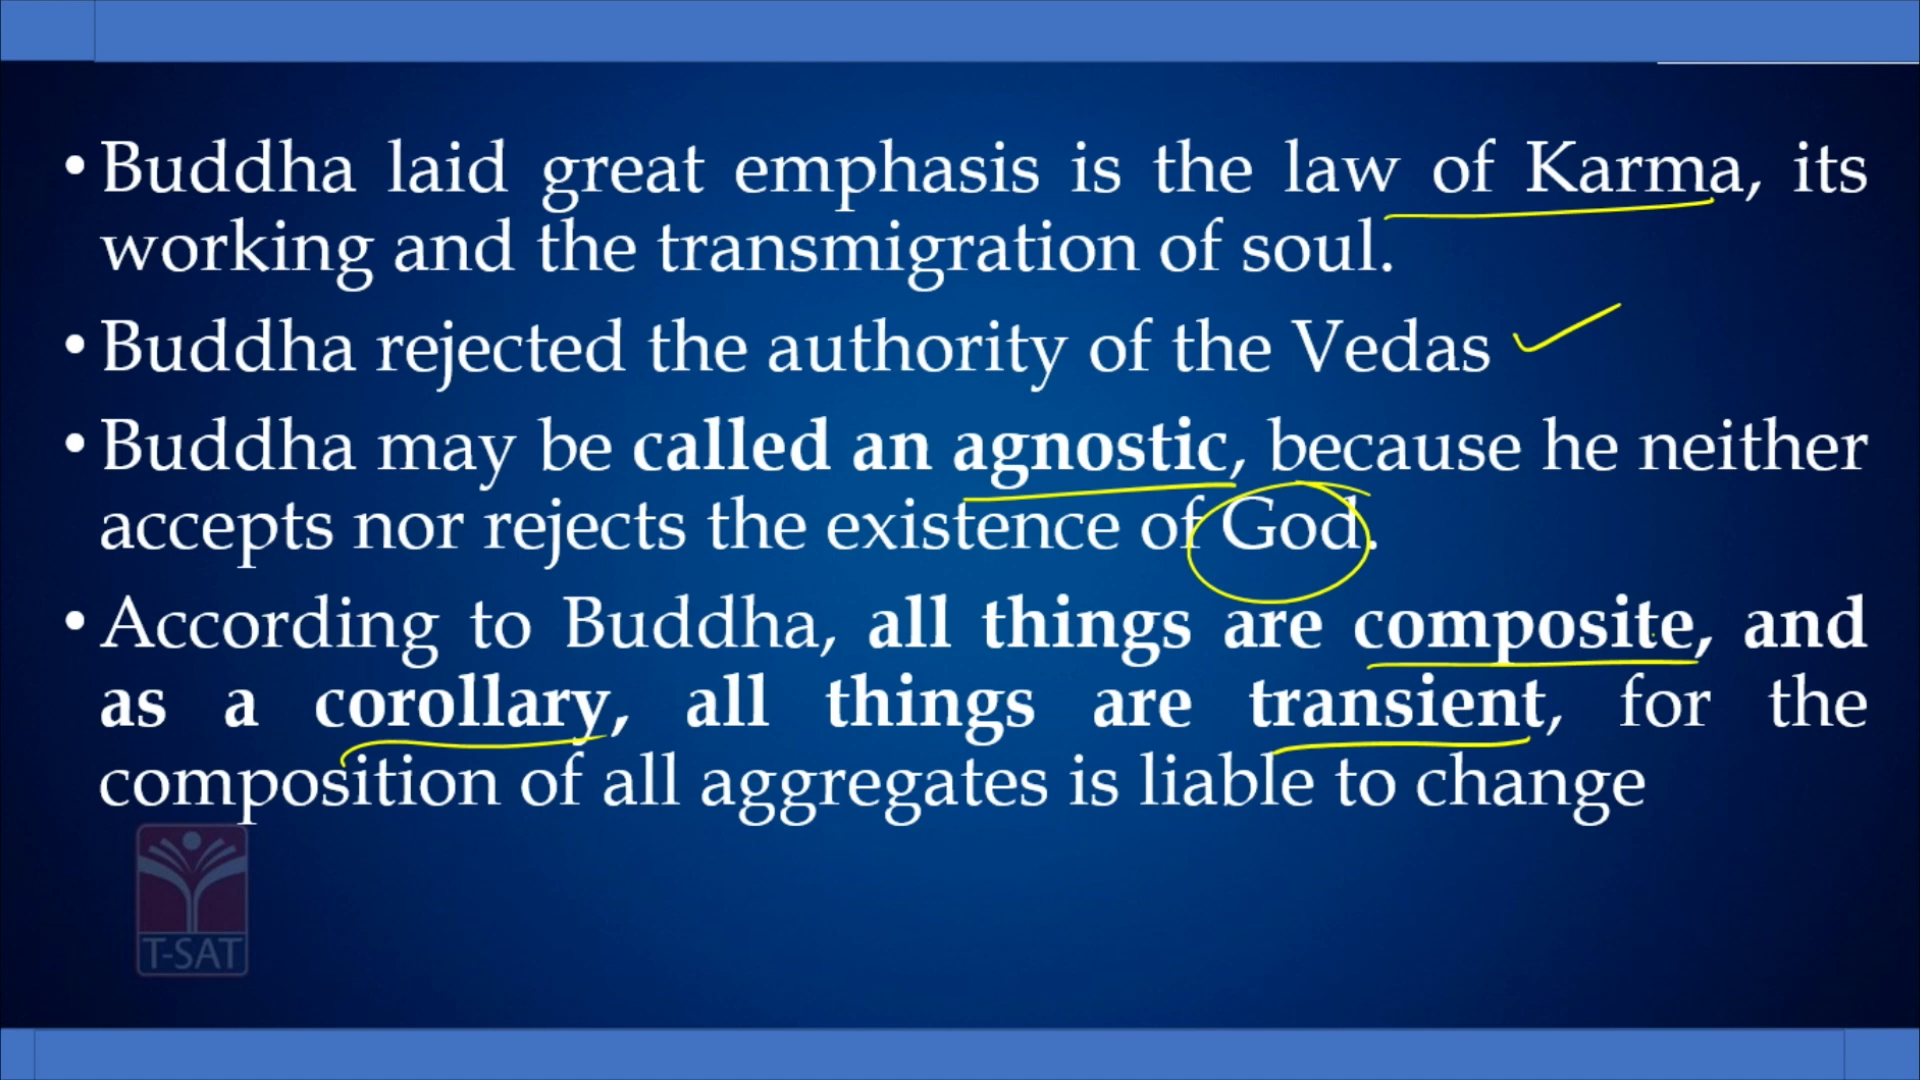 • Buddha laid great emphasis is the law of Karma, its
working and the transmigration of soul.
• Buddha rejected the authority of the Vedas
• Buddha may be called an agnostic, because he neither
accepts nor rejects the existence of God.
• According to Buddha, all things are composite, and
as a corollary, all things are transient, for the
composition of all aggregates is liable to change
T-SAT